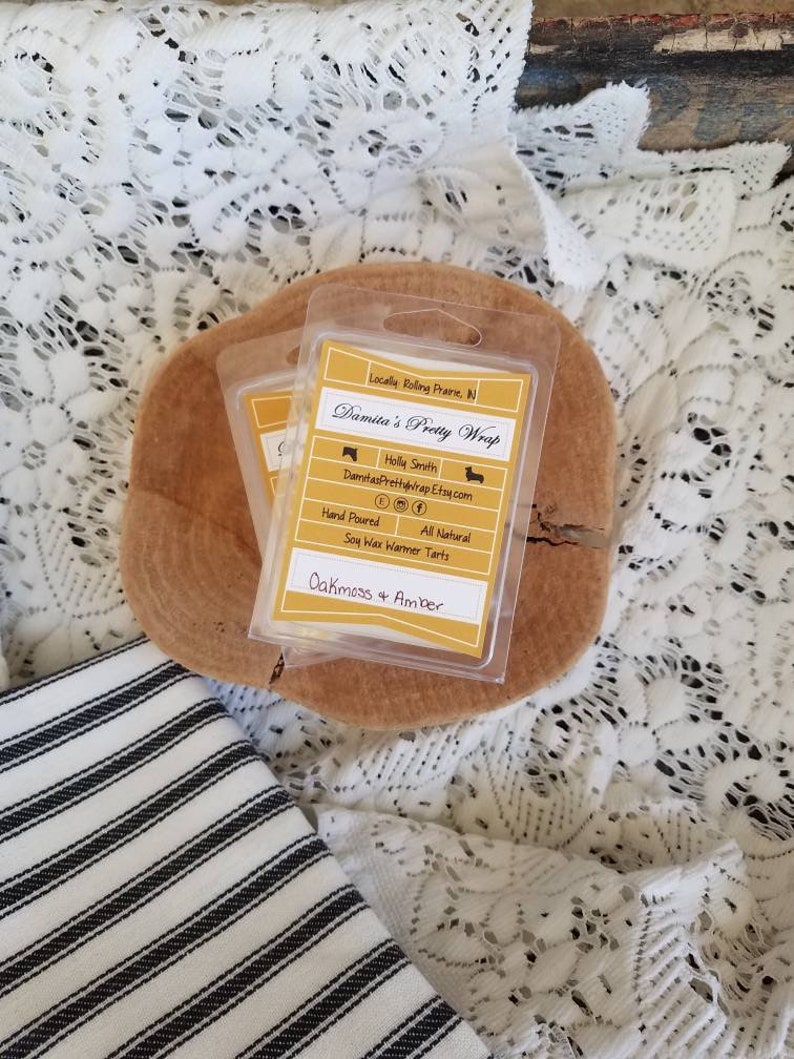 Locally: Rolling Prairie, IN
Damita's Pretty Wrap
Holly Smith
DamitasPrettyWrap.Etsy.com
E
Hand Poured
All Natural
Soy Wax Warmer Tarts
Oakmoss & Amber